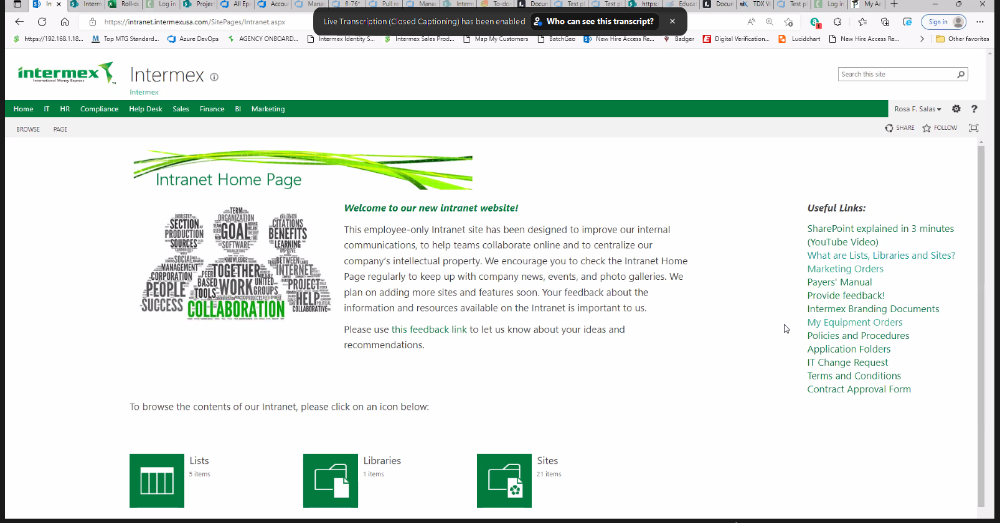 In
Interm
Roll-o
Log in
Projec
All Epi
Accou
Mana
fl-76"
Pull re
Mana
Interm
To-do
Docun
Test pl
Test pl
https:
Educa
Docun
TDX W
Test pl
Log in
My Ac
https://intranet.intermexusa.com/SitePages/Intranet.aspx
Live Transcription (Closed Captioning) has been enabled
Who can see this transcript?
Sign in
https://192.168.1.18...
Top MTG Standard...
Azure DevOps
AGENCY ONBOARD...
Intermex Identity S...
Intermex Sales Prod...
Map My Customers
BatchGeo
New Hire Access Re...
Badger
Digital Verification...
Lucidchart
New Hire Access Re...
Other favorites
intermex
International Money Express
Intermex
Intermex
Search this site
Home IT HR Compliance Help Desk Sales Finance BI Marketing
Rosa F. Salas
BROWSE PAGE
SHARE FOLLOW
Intranet Home Page
INDUSTRY
SECTION
PRODUCTION
SOURCES
TERM
ORGANIZATION
GOAL
SOFTWARE
CITATIONS
BENEFITS
LEARNING
SOCIAL
MANAGEMENT
CORPORATION
PEOPLE
SUCCESS
KNOWLEDGE
TOGETHER
PEER
BASED
WORK
UNITED
TOOLS
GROUPS
BETWEEN
INTERNET
PROJECT
HELP
COLLABORATIVE
COLLABORATION
Welcome to our new intranet website!
This employee-only Intranet site has been designed to improve our internal
communications, to help teams collaborate online and to centralize our
company's intellectual property. We encourage you to check the Intranet Home
Page regularly to keep up with company news, events, and photo galleries. We
plan on adding more sites and features soon. Your feedback about the
information and resources available on the Intranet is important to us.
Please use this feedback link to let us know about your ideas and
recommendations.
Useful Links:
SharePoint explained in 3 minutes
(YouTube Video)
What are Lists, Libraries and Sites?
Marketing Orders
Payers' Manual
Provide feedback!
Intermex Branding Documents
My Equipment Orders
Policies and Procedures
Application Folders
IT Change Request
Terms and Conditions
Contract Approval Form
To browse the contents of our Intranet, please click on an icon below:
Lists
5 items
Libraries
1 items
Sites
21 items